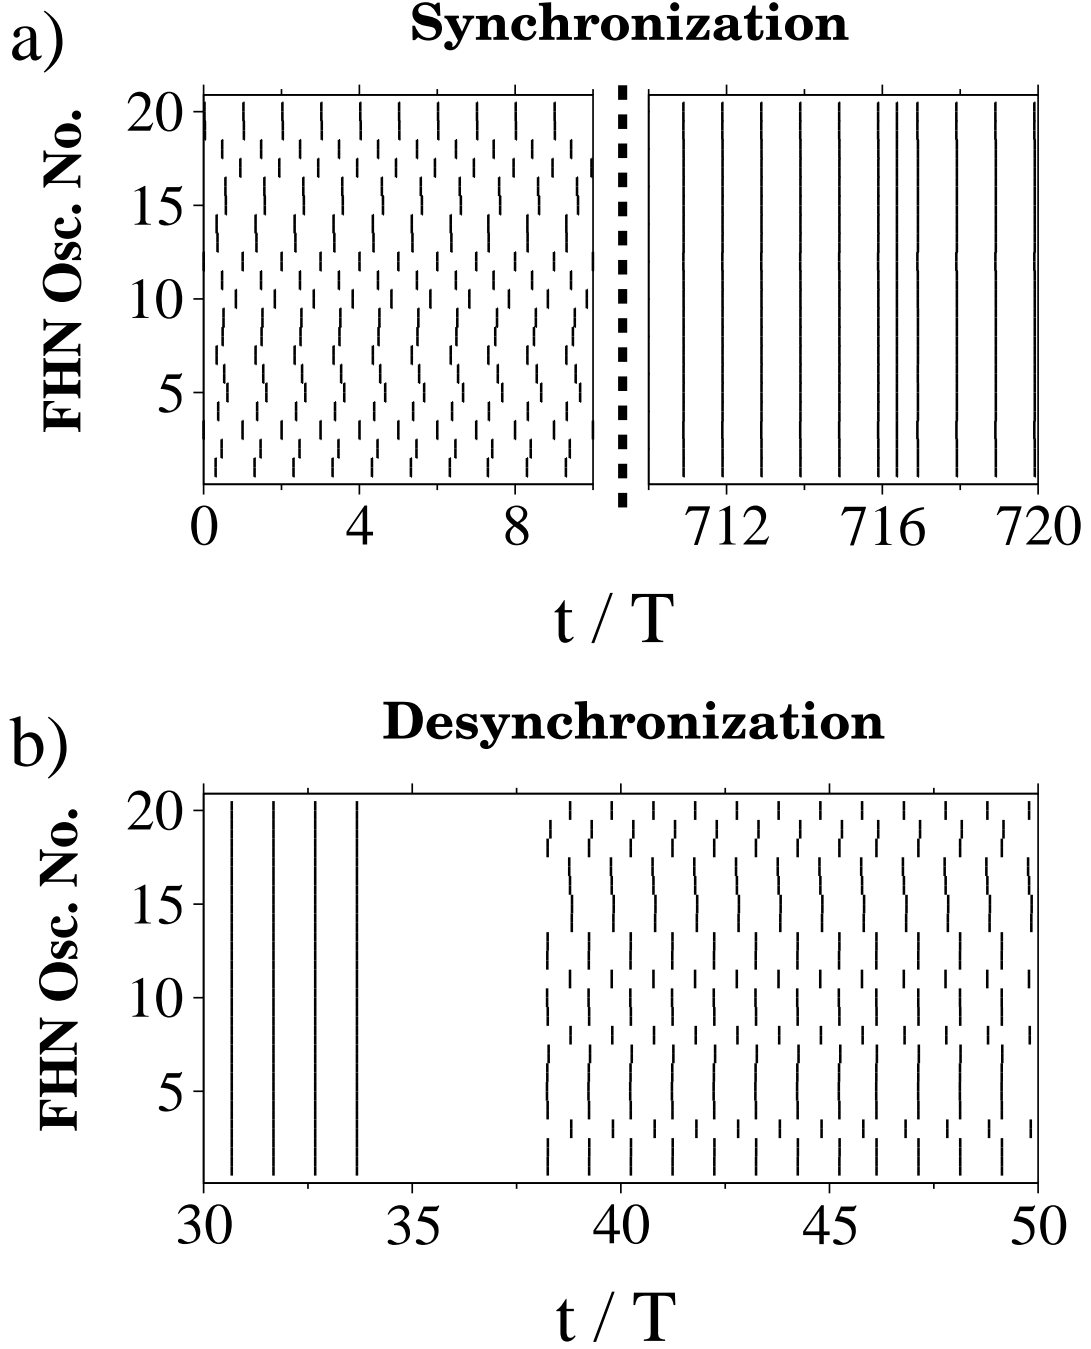 a)
Synchronization
FHN Osc. No.
20
15
10
5
0 4 8 712 716 720
t / T
b)
Desynchronization
FHN Osc. No.
20
15
10
5
30 35 40 45 50
t / T